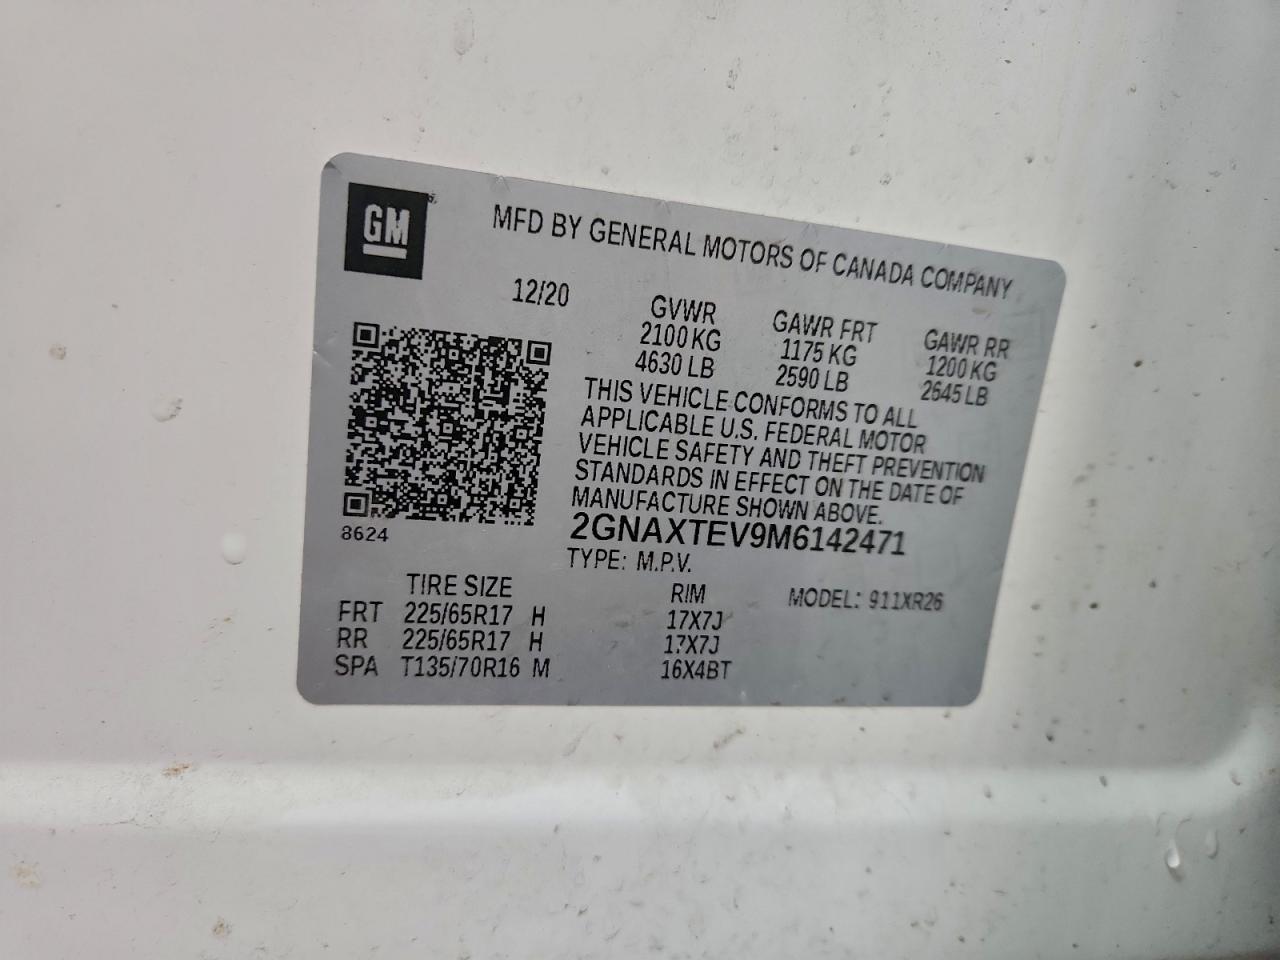 GM
MFD BY GENERAL MOTORS OF CANADA COMPANY
12/20
GVWR GAWR FRT GAWR RR
2100 KG 1175 KG 1200 KG
4630 LB 2590 LB 2645 LB
THIS VEHICLE CONFORMS TO ALL
APPLICABLE U.S. FEDERAL MOTOR
VEHICLE SAFETY AND THEFT PREVENTION
STANDARDS IN EFFECT ON THE DATE OF
MANUFACTURE SHOWN ABOVE.
8624
2GNAXTEV9M6142471
TYPE: M.P.V.
TIRE SIZE RIM MODEL: 911XR26
FRT 225/65R17 H 17X7J
RR 225/65R17 H 17X7J
SPA T135/70R16 M 16X4BT